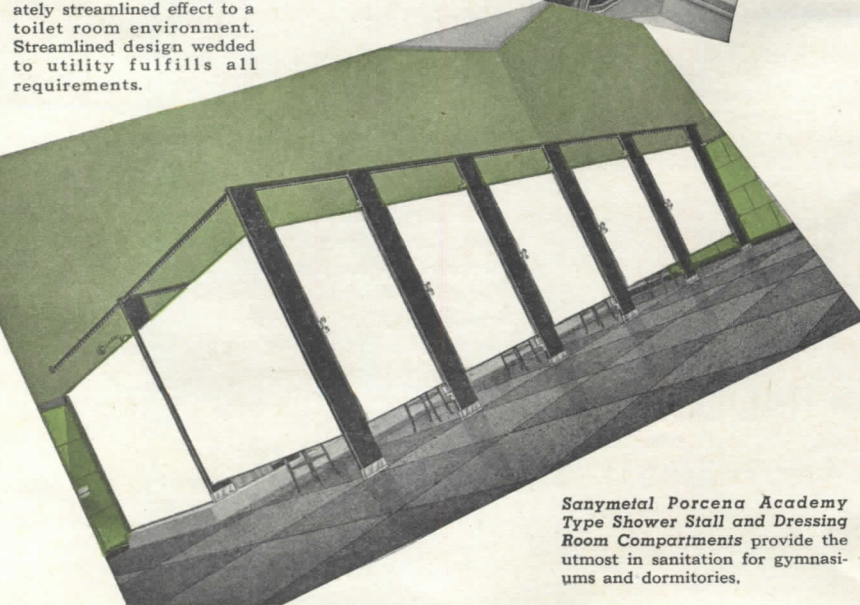 ately streamlined effect to a
toilet room environment.
Streamlined design wedded
to utility fulfills all
requirements.
Sanymetal Porcena Academy
Type Shower Stall and Dressing
Room Compartments provide the
utmost in sanitation for gymnasi-
ums and dormitories.